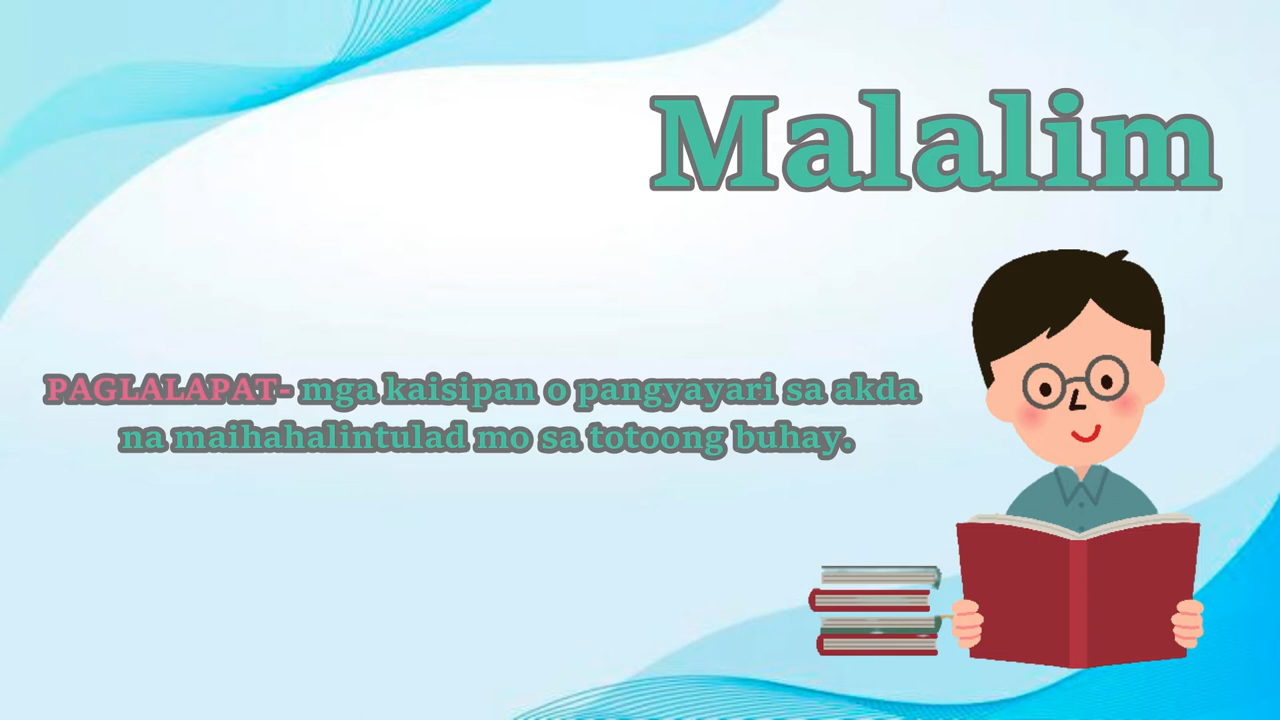 Malalim
PAGLALAPAT- mga kaisipan o pangyayari sa akda
na maihahalintulad mo sa totoong buhay.